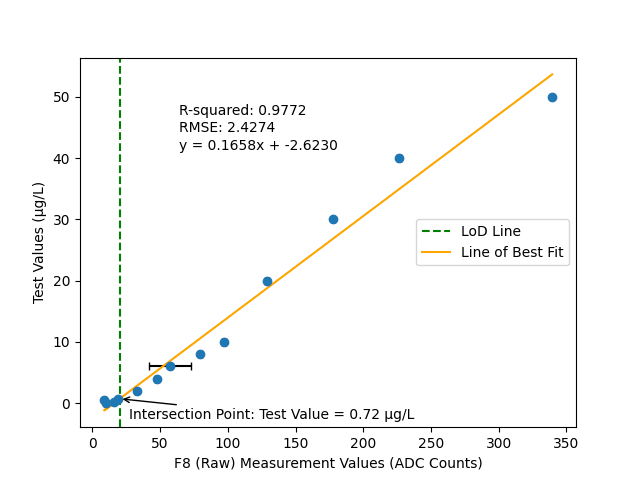 R-squared: 0.9772
RMSE: 2.4274
y = 0.1658x + -2.6230
LoD Line
Line of Best Fit
Intersection Point: Test Value = 0.72 µg/L
Test Values (µg/L)
50
40
30
20
10
0
0
50
100
150
200
250
300
350
F8 (Raw) Measurement Values (ADC Counts)